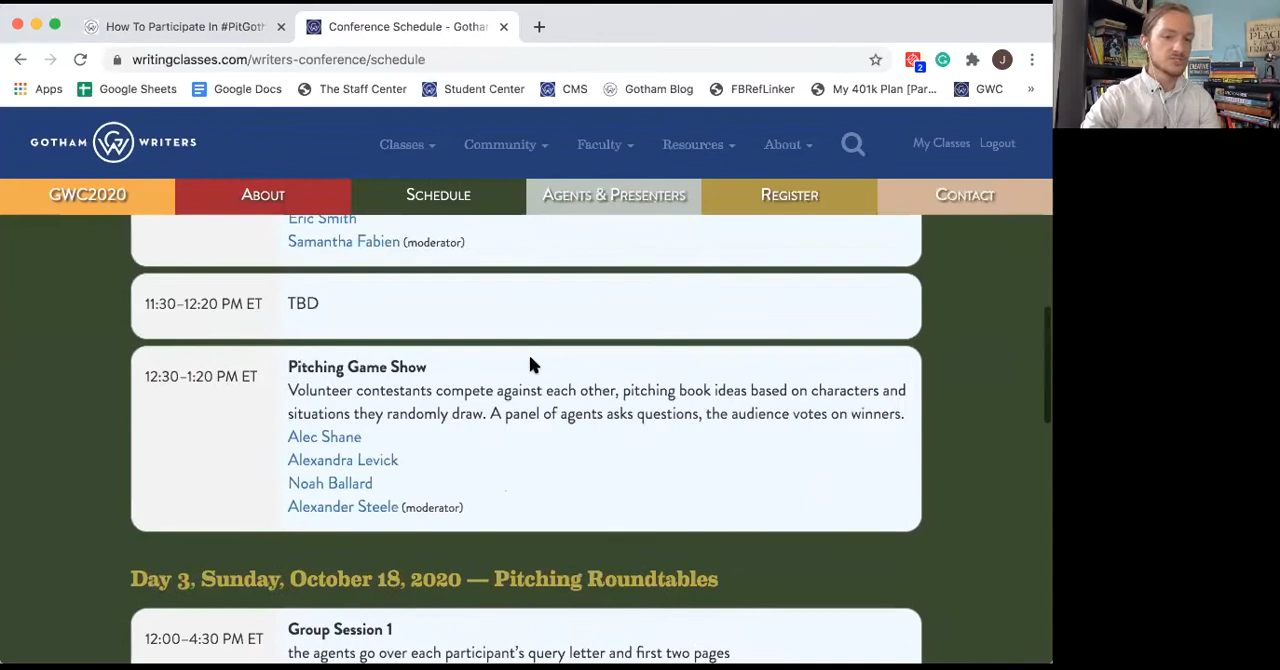 How To Participate In #PitGoth
Conference Schedule - Gotha
writingclasses.com/writers-conference/schedule
2
J
Apps
Google Sheets
Google Docs
The Staff Center
Student Center
CMS
Gotham Blog
FBRefLinker
My 401k Plan [Par...
GWC
»
GOTHAM WRITERS
Classes
Community
Faculty
Resources
About
My Classes
Logout
GWC2020
About
Schedule
Agents & Presenters
Register
Contact
Eric Smith
Samantha Fabien (moderator)
11:30–12:20 PM ET
TBD
12:30–1:20 PM ET
Pitching Game Show
Volunteer contestants compete against each other, pitching book ideas based on characters and
situations they randomly draw. A panel of agents asks questions, the audience votes on winners.
Alec Shane
Alexandra Levick
Noah Ballard
Alexander Steele (moderator)
Day 3, Sunday, October 18, 2020 — Pitching Roundtables
12:00–4:30 PM ET
Group Session 1
the agents go over each participant's query letter and first two pages